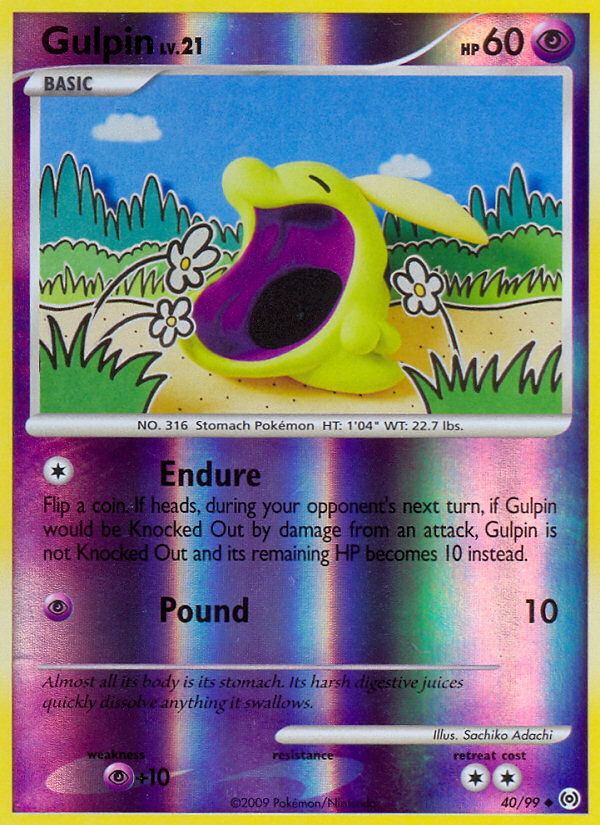 Gulpin LV.21 HP 60
BASIC
NO. 316 Stomach Pokémon HT: 1'04" WT: 22.7 lbs.
Endure
Flip a coin. If heads, during your opponent's next turn, if Gulpin
would be Knocked Out by damage from an attack, Gulpin is
not Knocked Out and its remaining HP becomes 10 instead.
Pound 10
Almost all its body is its stomach. Its harsh digestive juices
quickly dissolve anything it swallows.
Illus. Sachiko Adachi
weakness resistance retreat cost
+10
©2009 Pokémon/Nintendo 40/99